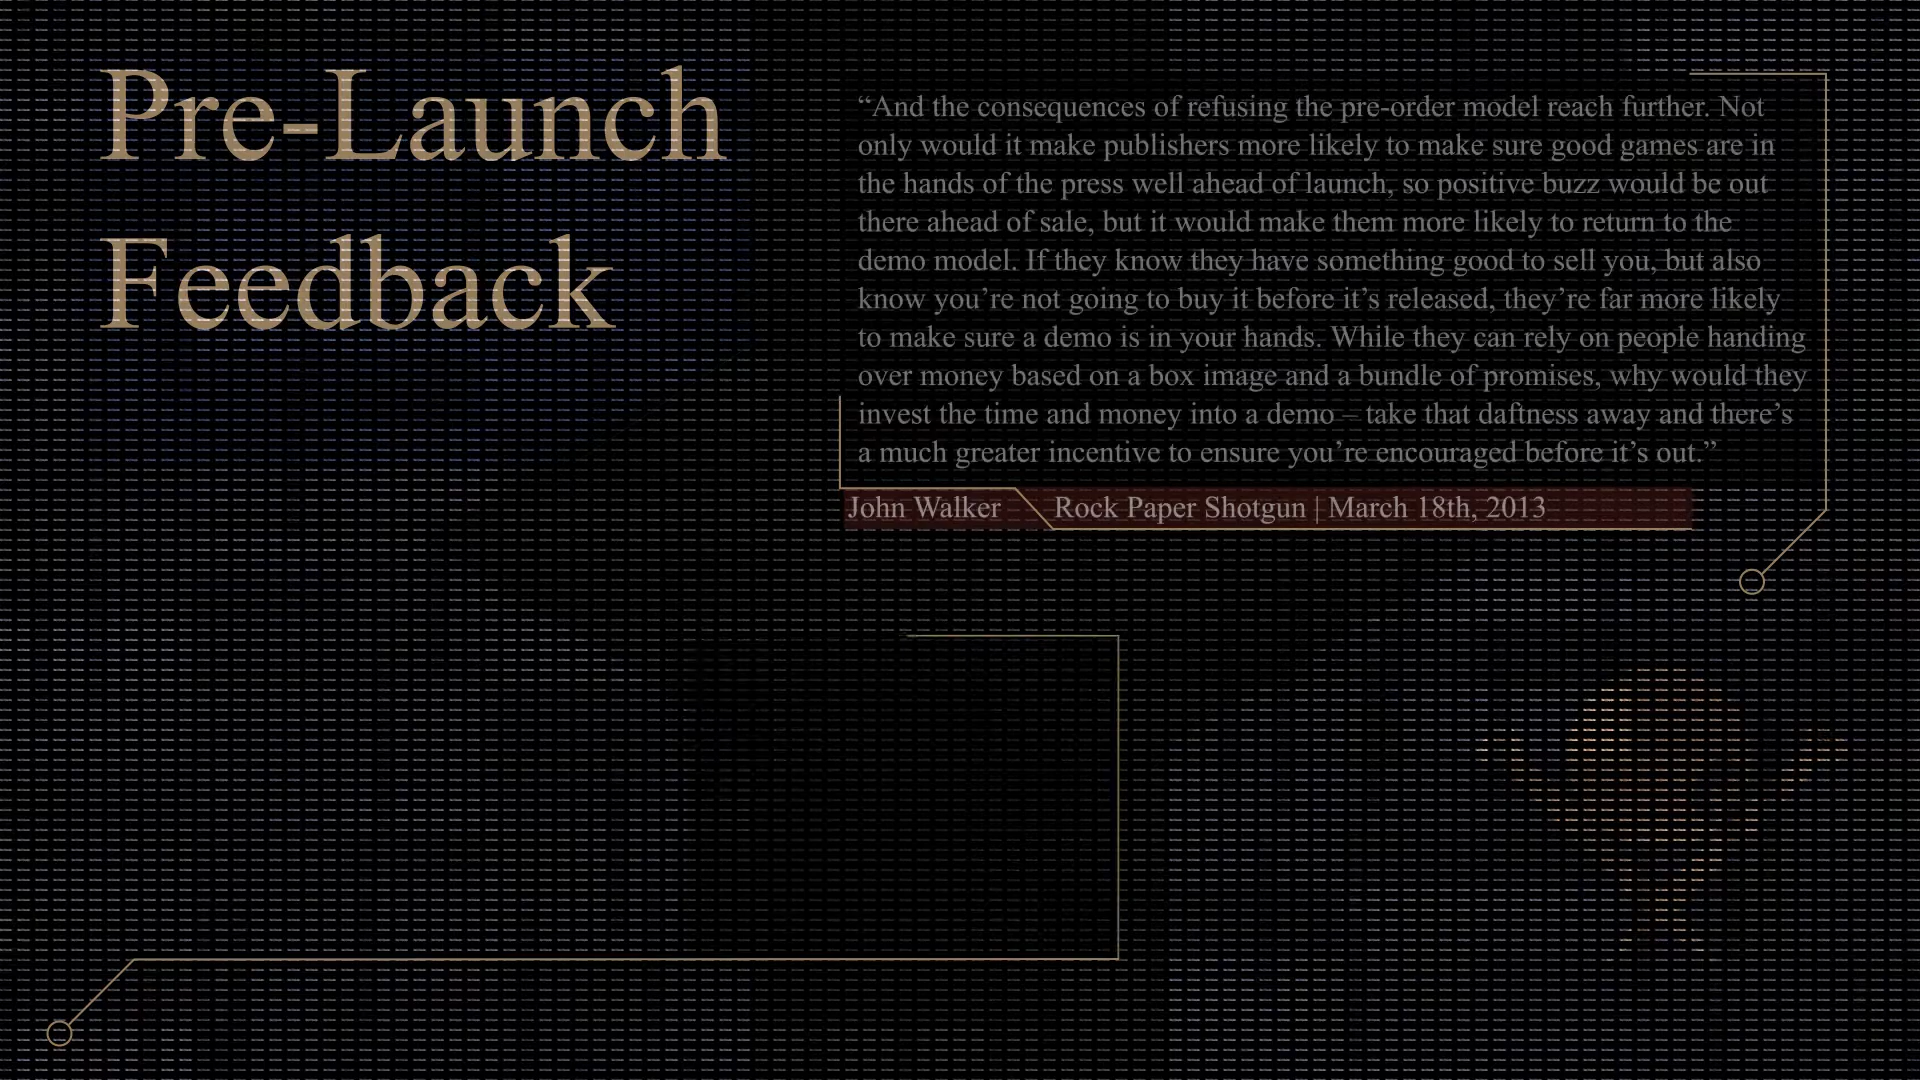 Pre-Launch
Feedback
“And the consequences of refusing the pre-order model reach further. Not
only would it make publishers more likely to make sure good games are in
the hands of the press well ahead of launch, so positive buzz would be out
there ahead of sale, but it would make them more likely to return to the
demo model. If they know they have something good to sell you, but also
know you’re not going to buy it before it’s released, they’re far more likely
to make sure a demo is in your hands. While they can rely on people handing
over money based on a box image and a bundle of promises, why would they
invest the time and money into a demo – take that daftness away and there’s
a much greater incentive to ensure you’re encouraged before it’s out.”
John Walker Rock Paper Shotgun | March 18th, 2013